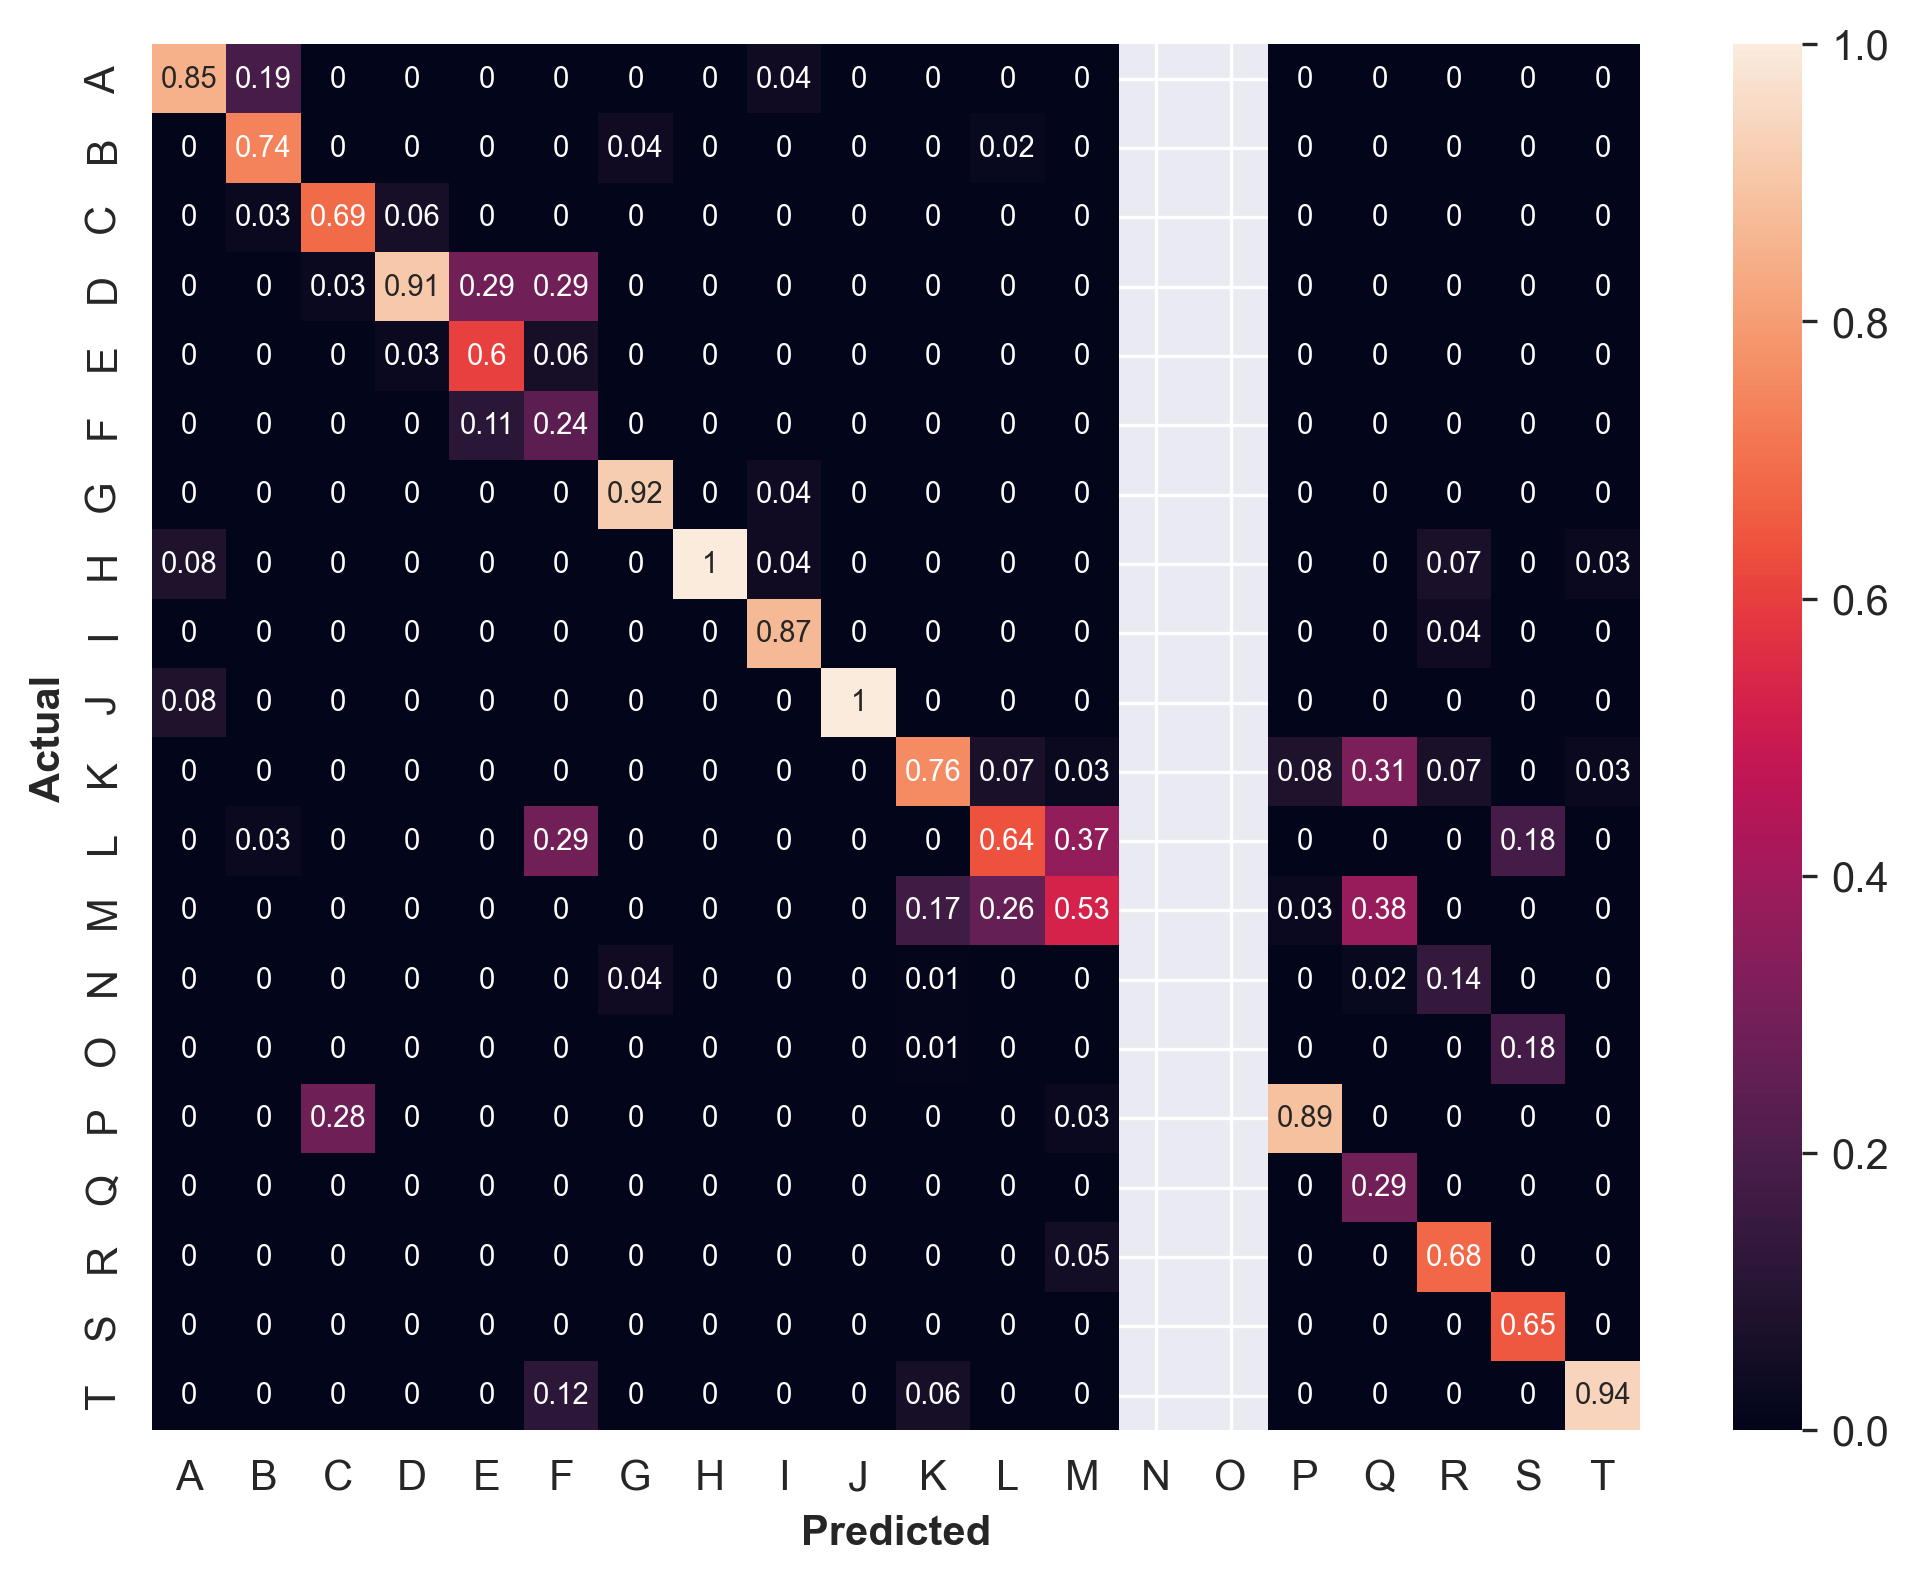 A 0.85 0.19 0 0 0 0 0 0 0.04 0 0 0 0 0 0 0 0 0 1.0
B 0 0.74 0 0 0 0 0.04 0 0 0 0 0.02 0 0 0 0 0 0
C 0 0.03 0.69 0.06 0 0 0 0 0 0 0 0 0 0 0 0 0 0
D 0 0 0.03 0.91 0.29 0.29 0 0 0 0 0 0 0 0 0 0 0 0
0.8
E 0 0 0 0.03 0.6 0.06 0 0 0 0 0 0 0 0 0 0 0 0
F 0 0 0 0 0.11 0.24 0 0 0 0 0 0 0 0 0 0 0 0
G 0 0 0 0 0 0 0.92 0 0.04 0 0 0 0 0 0 0 0 0
H 0.08 0 0 0 0 0 0 1 0.04 0 0 0 0 0 0 0.07 0 0.03
0.6
I 0 0 0 0 0 0 0 0 0.87 0 0 0 0 0 0 0.04 0 0
J 0.08 0 0 0 0 0 0 0 0 1 0 0 0 0 0 0 0 0
Actual
K 0 0 0 0 0 0 0 0 0 0 0.76 0.07 0.03 0.08 0.31 0.07 0 0.03
L 0 0.03 0 0 0 0.29 0 0 0 0 0 0.64 0.37 0 0 0 0.18 0
0.4
M 0 0 0 0 0 0 0 0 0 0 0.17 0.26 0.53 0.03 0.38 0 0 0
N 0 0 0 0 0 0 0.04 0 0 0 0.01 0 0 0 0.02 0.14 0 0
O 0 0 0 0 0 0 0 0 0 0 0.01 0 0 0 0 0 0.18 0
P 0 0 0.28 0 0 0 0 0 0 0 0 0 0.03 0.89 0 0 0 0
0.2
Q 0 0 0 0 0 0 0 0 0 0 0 0 0 0 0.29 0 0 0
R 0 0 0 0 0 0 0 0 0 0 0 0 0.05 0 0 0.68 0 0
S 0 0 0 0 0 0 0 0 0 0 0 0 0 0 0 0 0.65 0
T 0 0 0 0 0 0.12 0 0 0 0 0.06 0 0 0 0 0 0 0.94
0.0
A B C D E F G H I J K L M N O P Q R S T
Predicted